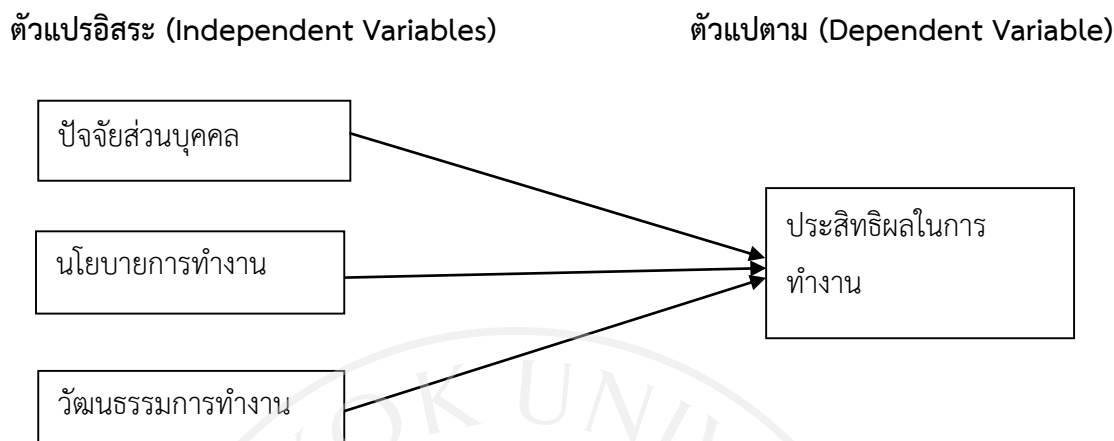 ตัวแปรอิสระ (Independent Variables) ตัวแปตาม (Dependent Variable)
ปัจจัยส่วนบุคคล
นโยบายการทำงาน
วัฒนธรรมการทำงาน
ประสิทธิผลในการ
ทำงาน
OK UNIV